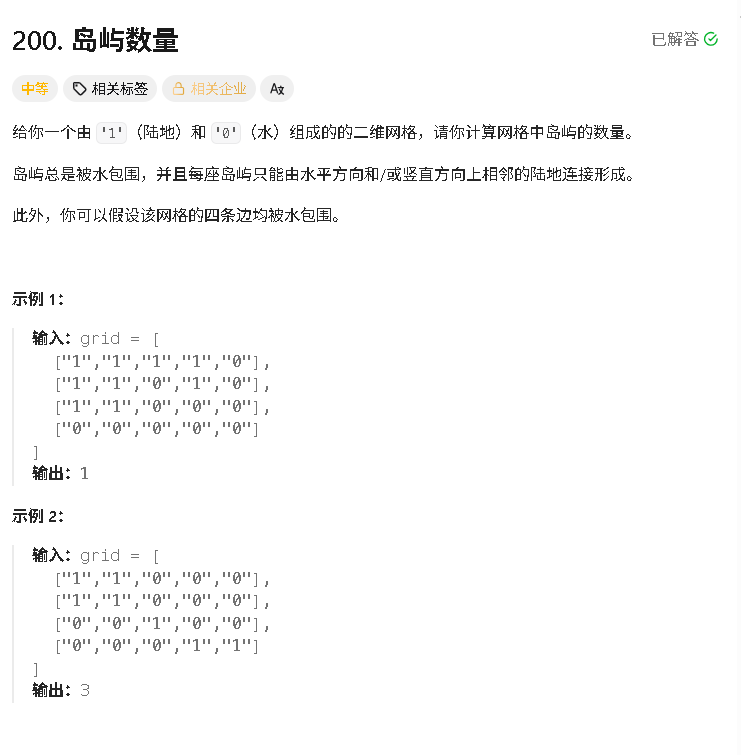 200. 岛屿数量
已解答
中等 相关标签 相关企业 Aх
给你一个由 '1'（陆地）和 '0'（水）组成的的二维网格，请你计算网格中岛屿的数量。
岛屿总是被水包围，并且每座岛屿只能由水平方向和/或竖直方向上相邻的陆地连接形成。
此外，你可以假设该网格的四条边均被水包围。
示例 1：
输入：grid = [
["1","1","1","1","0"],
["1","1","0","1","0"],
["1","1","0","0","0"],
["0","0","0","0","0"]
]
输出：1
示例 2：
输入：grid = [
["1","1","0","0","0"],
["1","1","0","0","0"],
["0","0","1","0","0"],
["0","0","0","1","1"]
]
输出：3